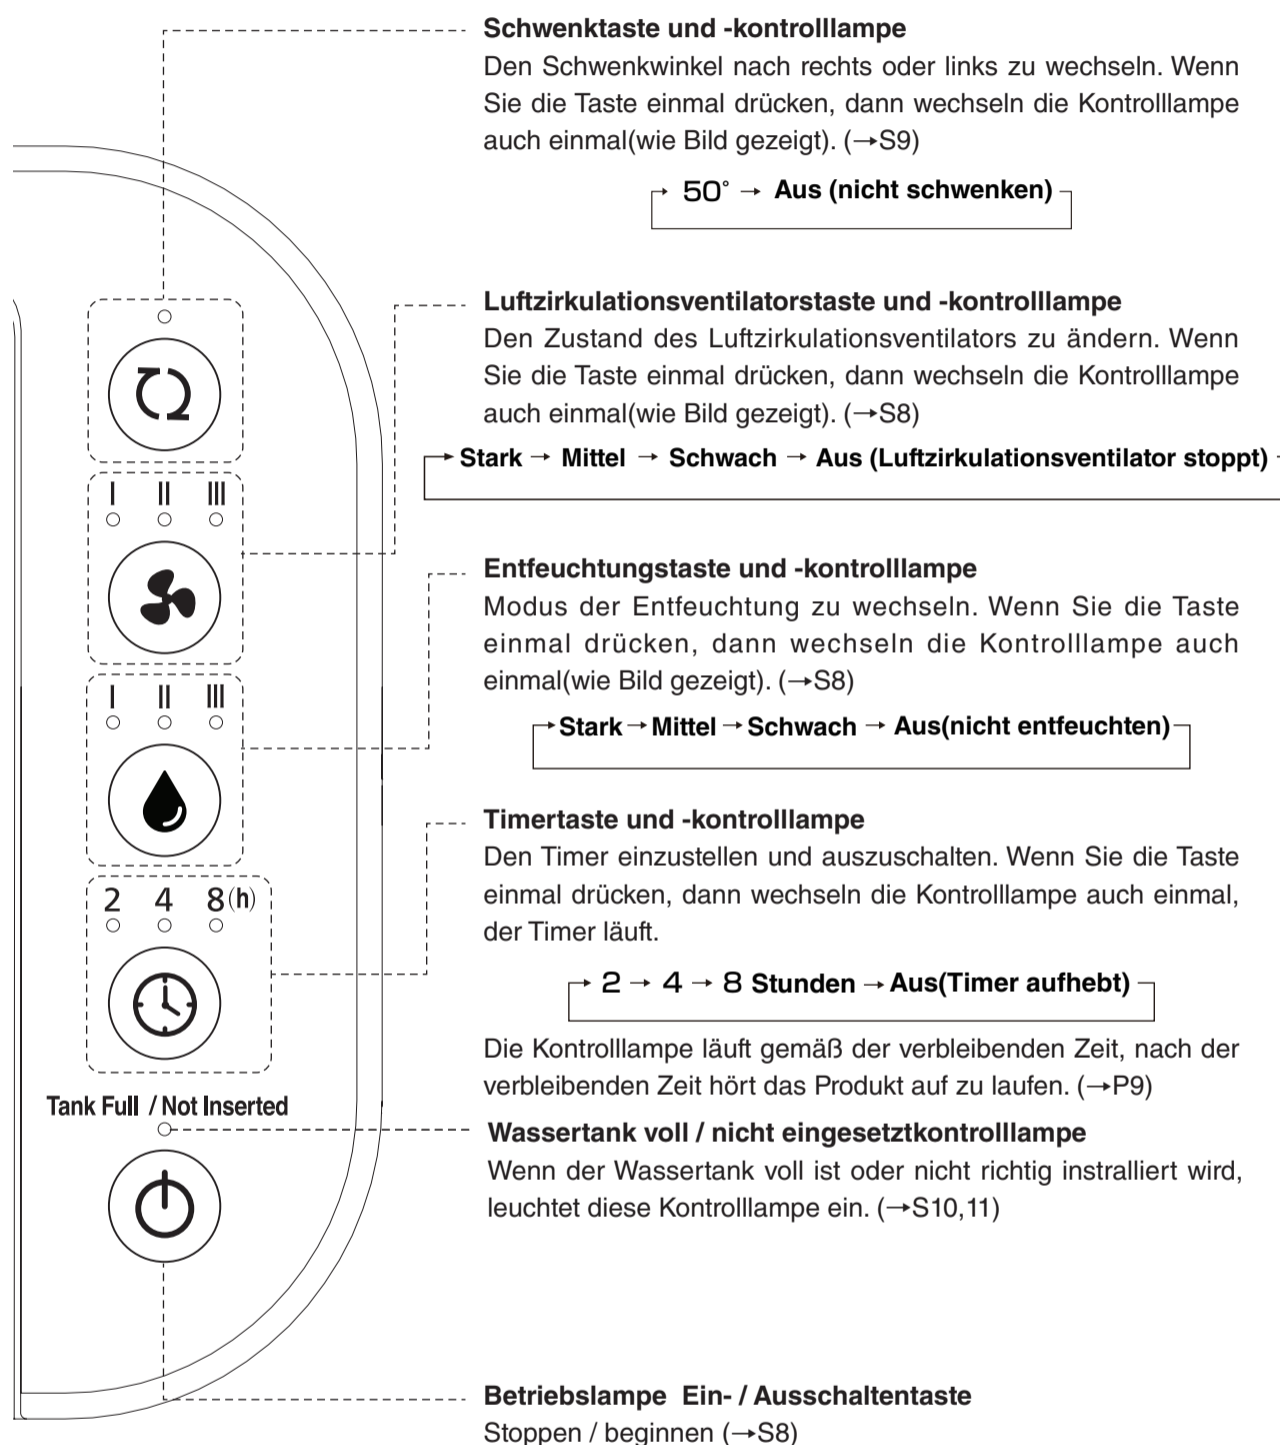 Schwenktaste und -kontrolllampe
Den Schwenkwinkel nach rechts oder links zu wechseln. Wenn
Sie die Taste einmal drücken, dann wechseln die Kontrolllampe
auch einmal(wie Bild gezeigt). (→S9)
→ 50° → Aus (nicht schwenken)
Luftzirkulationsventilatorstaste und -kontrolllampe
Den Zustand des Luftzirkulationsventilators zu ändern. Wenn
Sie die Taste einmal drücken, dann wechseln die Kontrolllampe
auch einmal(wie Bild gezeigt). (→S8)
→ Stark → Mittel → Schwach → Aus (Luftzirkulationsventilator stoppt)
I II III
Entfeuchtungstaste und -kontrolllampe
Modus der Entfeuchtung zu wechseln. Wenn Sie die Taste
einmal drücken, dann wechseln die Kontrolllampe auch
einmal(wie Bild gezeigt). (→S8)
→ Stark → Mittel → Schwach → Aus(nicht entfeuchten)
I II III
Timertaste und -kontrolllampe
Den Timer einzustellen und auszuschalten. Wenn Sie die Taste
einmal drücken, dann wechseln die Kontrolllampe auch einmal,
der Timer läuft.
→ 2 → 4 → 8 Stunden → Aus(Timer aufhebt)
2 4 8(h)
Die Kontrolllampe läuft gemäß der verbleibenden Zeit, nach der
verbleibenden Zeit hört das Produkt auf zu laufen. (→P9)
Tank Full / Not Inserted
Wassertank voll / nicht eingesetztkontrolllampe
Wenn der Wassertank voll ist oder nicht richtig instralliert wird,
leuchtet diese Kontrolllampe ein. (→S10,11)
Betriebslampe Ein- / Ausschaltentaste
Stoppen / beginnen (→S8)